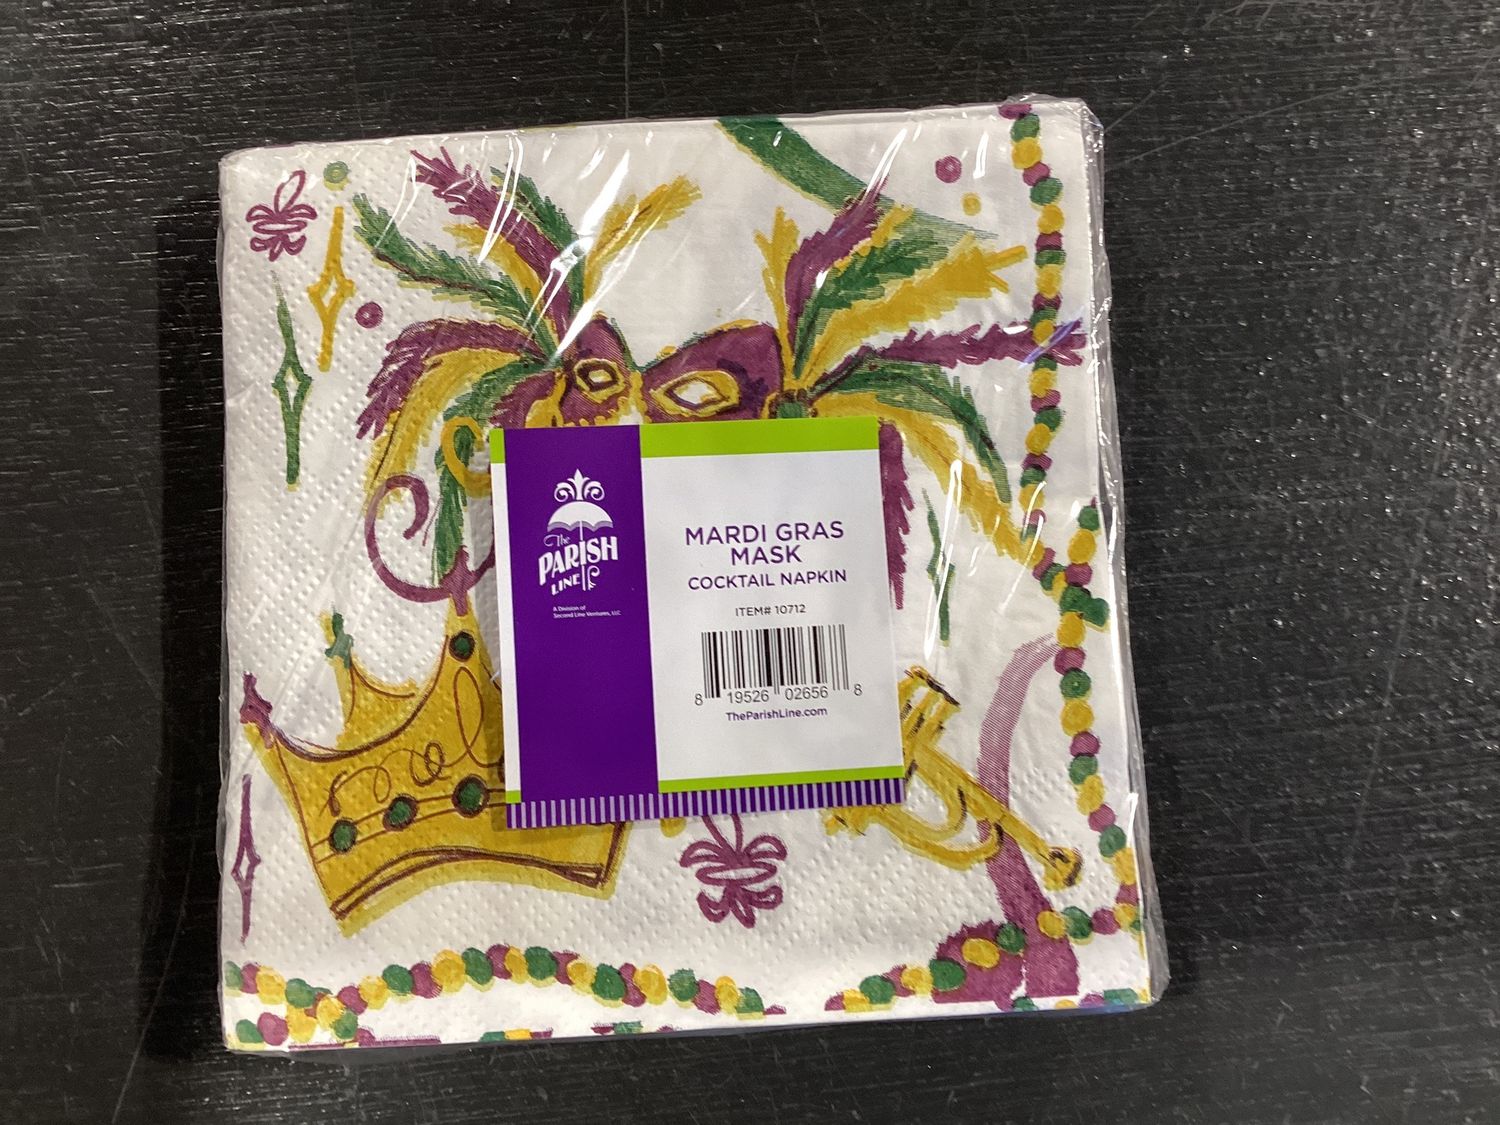 The
PARISH
LINE
A Division of
Second Line Ventures, LLC
MARDI GRAS
MASK
COCKTAIL NAPKIN
ITEM# 10712
8 19526 02656 8
TheParishLine.com